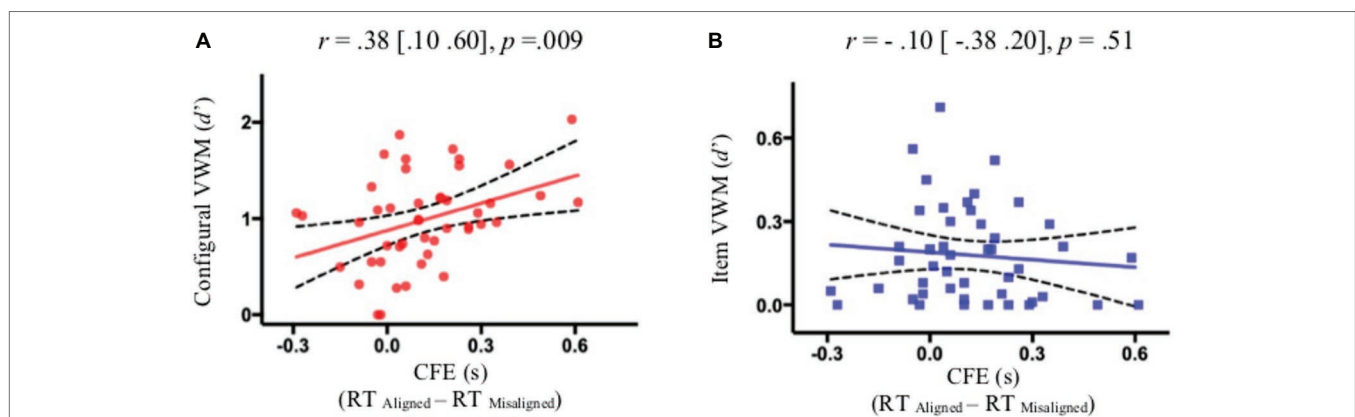 A
r = .38 [.10 .60], p =.009
Configural VWM (d')
2
1
0
-0.3 0.0 0.3 0.6
CFE (s)
(RT Aligned – RT Misaligned)
B
r = - .10 [ -.38 .20], p = .51
Item VWM (d')
0.6
0.3
0.0
-0.3 0.0 0.3 0.6
CFE (s)
(RT Aligned – RT Misaligned)